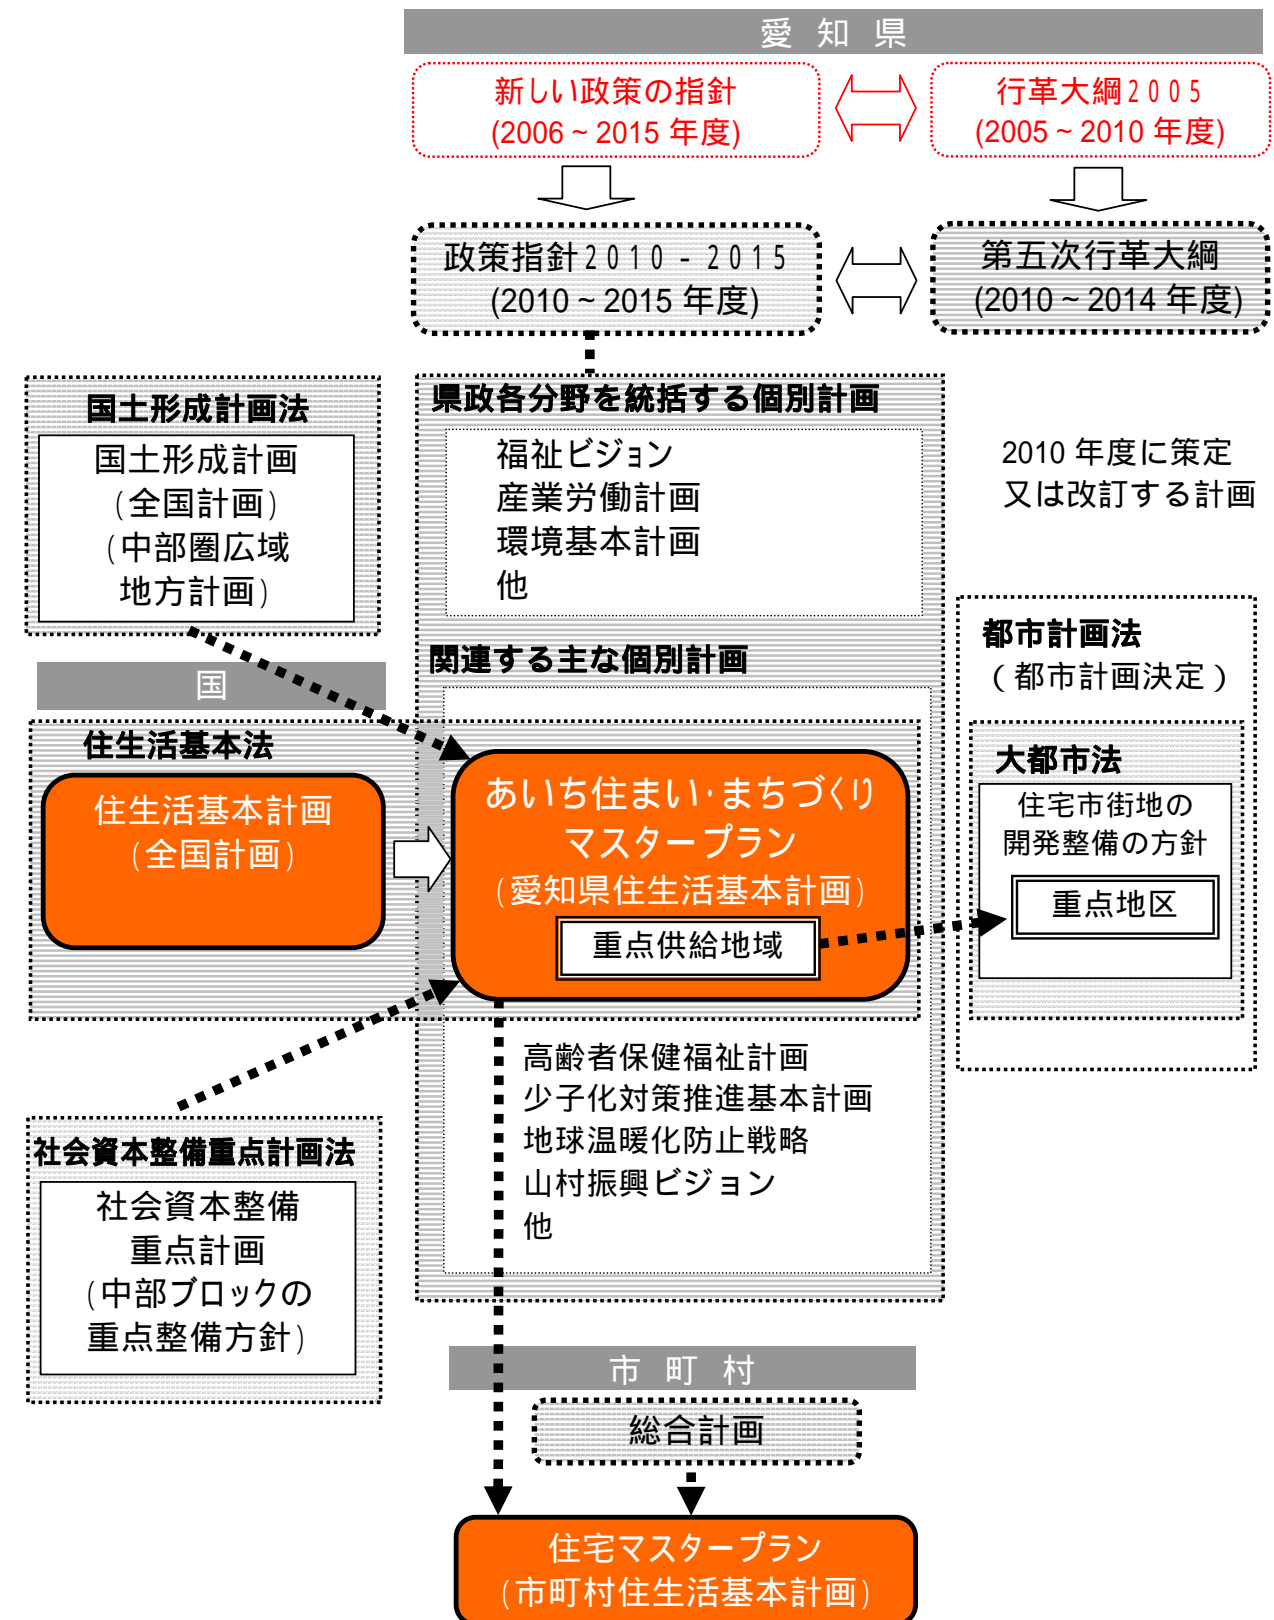 愛知県
新しい政策の指針
(2006～2015 年度)
行革大綱2005
(2005～2010 年度)
政策指針2010－2015
(2010～2015 年度)
第五次行革大綱
(2010～2014 年度)
国土形成計画法
国土形成計画
(全国計画)
(中部圏広域
地方計画)
県政各分野を統括する個別計画
福祉ビジョン
産業労働計画
環境基本計画
他
2010 年度に策定
又は改訂する計画
関連する主な個別計画
国
住生活基本法
住生活基本計画
(全国計画)
あいち住まい・まちづくり
マスタープラン
(愛知県住生活基本計画)
重点供給地域
都市計画法
(都市計画決定)
大都市法
住宅市街地の
開発整備の方針
重点地区
高齢者保健福祉計画
少子化対策推進基本計画
地球温暖化防止戦略
山村振興ビジョン
他
社会資本整備重点計画法
社会資本整備
重点計画
(中部ブロックの
重点整備方針)
市町村
総合計画
住宅マスタープラン
(市町村住生活基本計画)